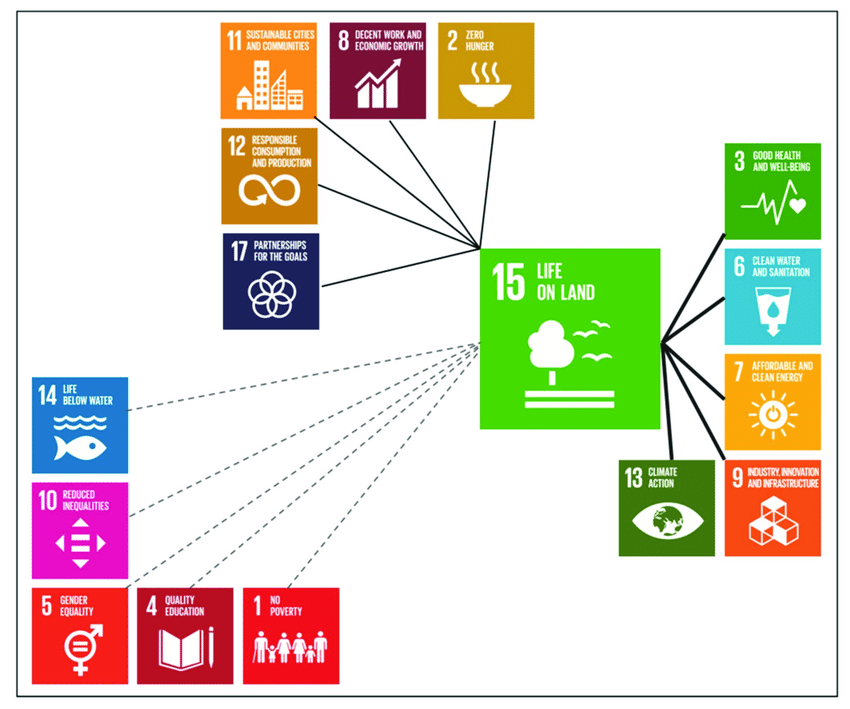 11 SUSTAINABLE CITIES
AND COMMUNITIES
8 DECENT WORK AND
ECONOMIC GROWTH
2 ZERO
HUNGER
12 RESPONSIBLE
CONSUMPTION
AND PRODUCTION
3 GOOD HEALTH
AND WELL-BEING
17 PARTNERSHIPS
FOR THE GOALS
15 LIFE
ON LAND
6 CLEAN WATER
AND SANITATION
7 AFFORDABLE AND
CLEAN ENERGY
14 LIFE
BELOW WATER
13 CLIMATE
ACTION
9 INDUSTRY, INNOVATION
AND INFRASTRUCTURE
10 REDUCED
INEQUALITIES
5 GENDER
EQUALITY
4 QUALITY
EDUCATION
1 NO
POVERTY